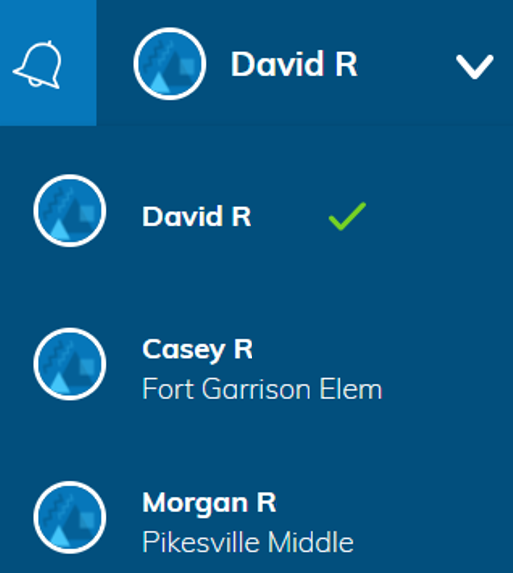 David R
David R
Casey R
Fort Garrison Elem
Morgan R
Pikesville Middle